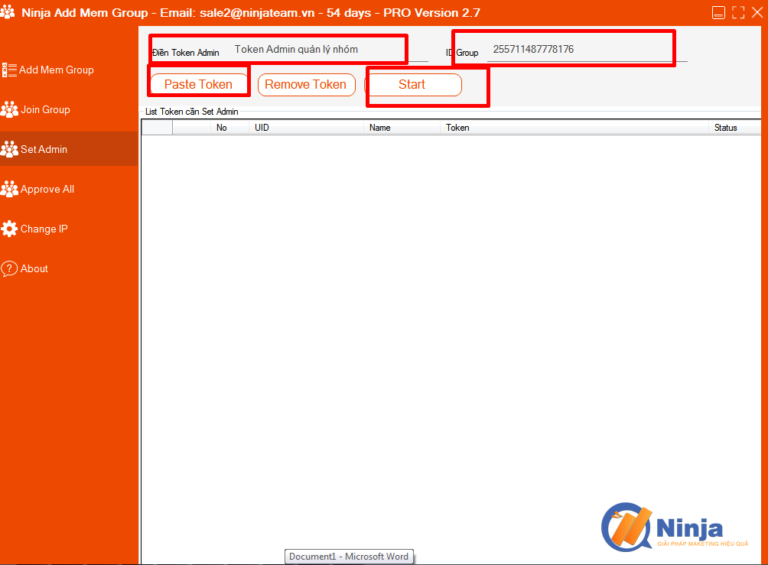 Ninja Add Mem Group - Email: sale2@ninjateam.vn - 54 days - PRO Version 2.7
Add Mem Group
Join Group
Set Admin
Approve All
Change IP
About
Điền Token Admin Token Admin quản lý nhóm ID Group 255711487778176
Paste Token Remove Token Start
List Token cần Set Admin
No UID Name Token Status
Ninja
GIẢI PHÁP MARKETING HIỆU QUẢ
Document1 - Microsoft Word